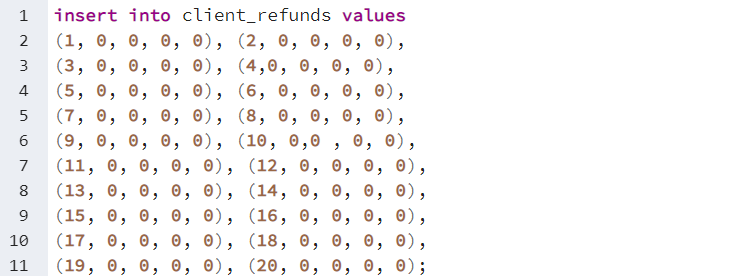 1 insert into client_refunds values
2 (1, 0, 0, 0, 0), (2, 0, 0, 0, 0),
3 (3, 0, 0, 0, 0), (4,0, 0, 0, 0),
4 (5, 0, 0, 0, 0), (6, 0, 0, 0, 0),
5 (7, 0, 0, 0, 0), (8, 0, 0, 0, 0),
6 (9, 0, 0, 0, 0), (10, 0,0 , 0, 0),
7 (11, 0, 0, 0, 0), (12, 0, 0, 0, 0),
8 (13, 0, 0, 0, 0), (14, 0, 0, 0, 0),
9 (15, 0, 0, 0, 0), (16, 0, 0, 0, 0),
10 (17, 0, 0, 0, 0), (18, 0, 0, 0, 0),
11 (19, 0, 0, 0, 0), (20, 0, 0, 0, 0);